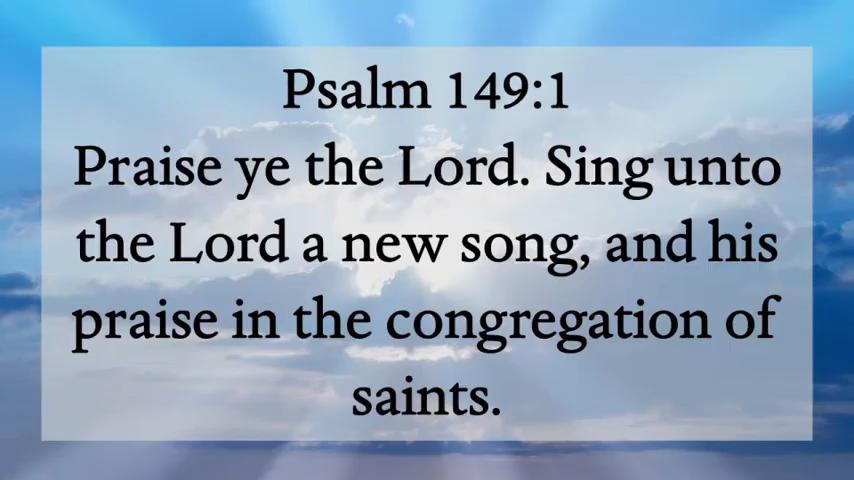 Psalm 149:1
Praise ye the Lord. Sing unto
the Lord a new song, and his
praise in the congregation of
saints.